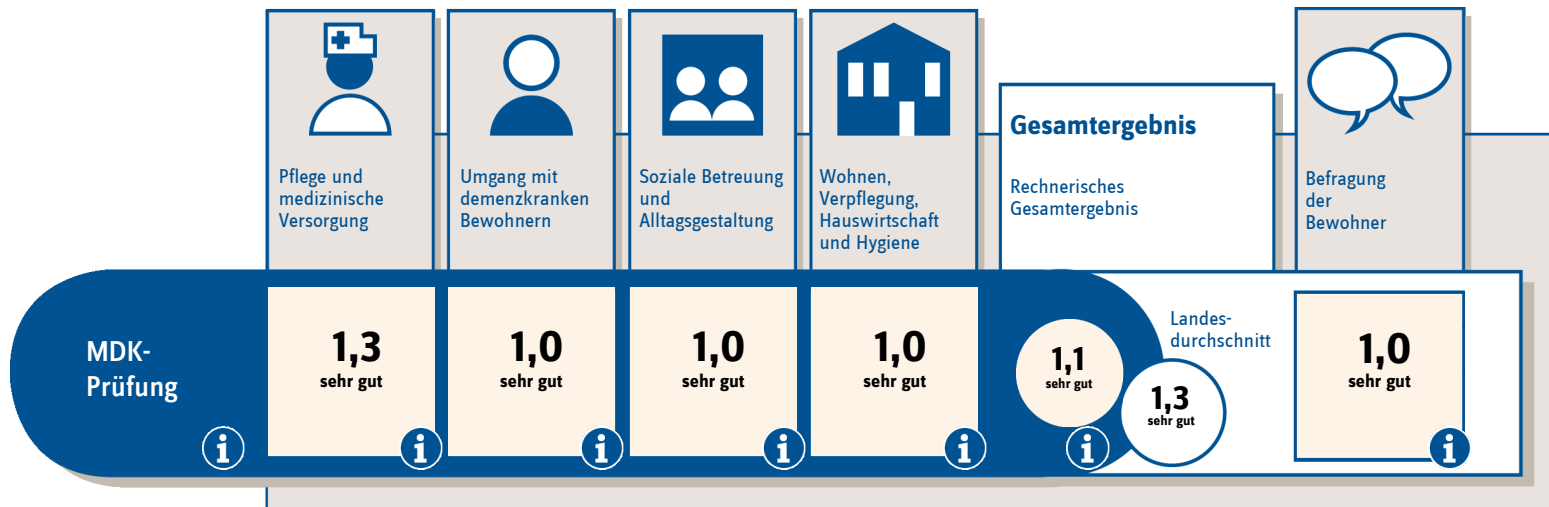 Pflege und
medizinische
Versorgung
Umgang mit
demenzkranken
Bewohnern
Soziale Betreuung
und
Alltagsgestaltung
Wohnen,
Verpflegung,
Hauswirtschaft
und Hygiene
Gesamtergebnis
Rechnerisches
Gesamtergebnis
Befragung
der
Bewohner
MDK-
Prüfung
i
1,3
sehr gut
i
1,0
sehr gut
i
1,0
sehr gut
i
1,0
sehr gut
i
1,1
sehr gut
i
Landes-
durchschnitt
1,3
sehr gut
1,0
sehr gut
i